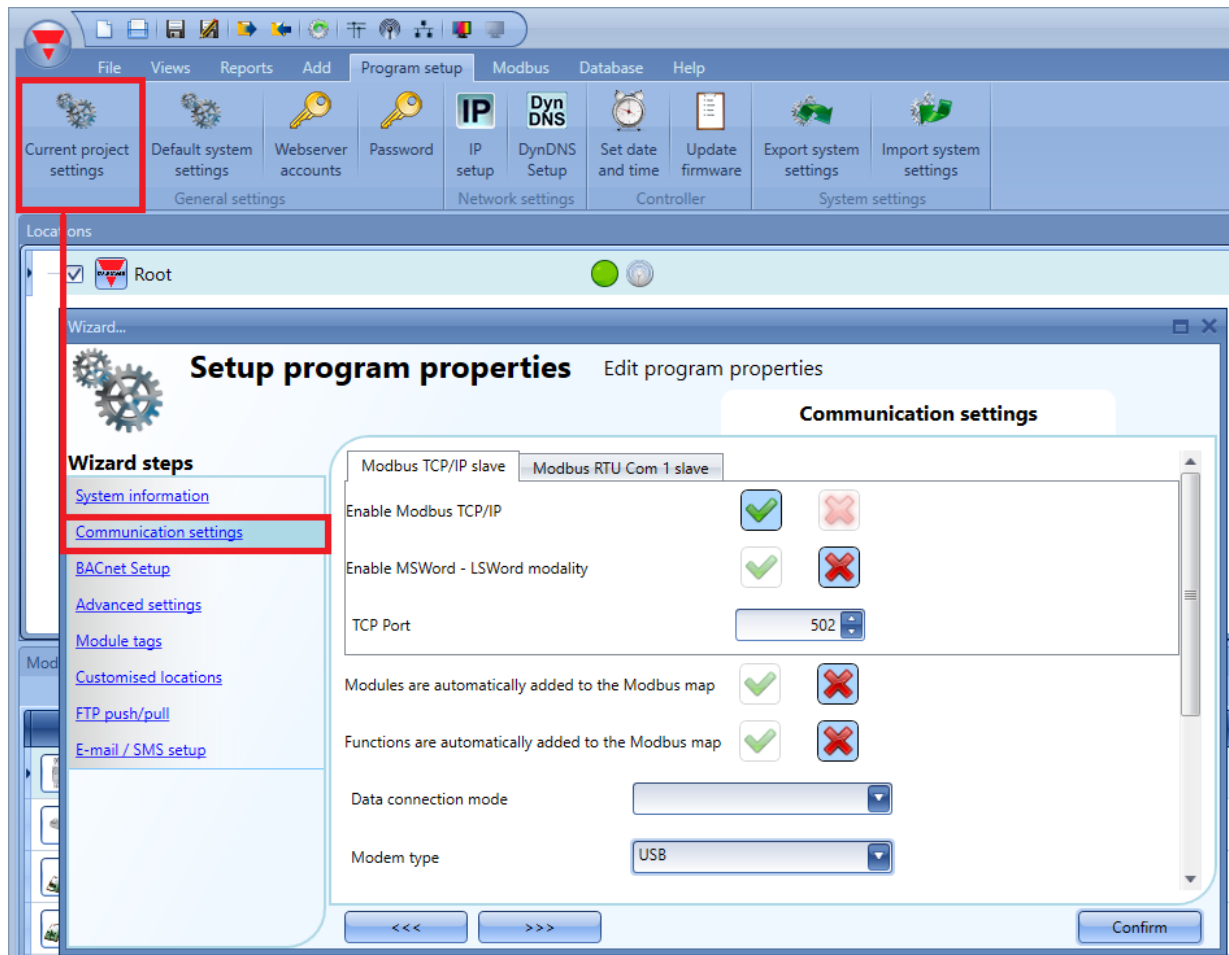 File Views Reports Add Program setup Modbus Database Help
IP Dyn DNS
Current project settings
Default system settings
Webserver accounts
Password
IP setup
DynDNS Setup
Set date and time
Update firmware
Export system settings
Import system settings
General settings
Network settings
Controller
System settings
Locations
Root
Wizard...
Setup program properties Edit program properties
Communication settings
Wizard steps
System information
Communication settings
BACnet Setup
Advanced settings
Module tags
Customised locations
FTP push/pull
E-mail / SMS setup
Modbus TCP/IP slave Modbus RTU Com 1 slave
Enable Modbus TCP/IP
Enable MSWord - LSWord modality
TCP Port 502
Modules are automatically added to the Modbus map
Functions are automatically added to the Modbus map
Data connection mode
Modem type USB
<<< >>> Confirm
Mod